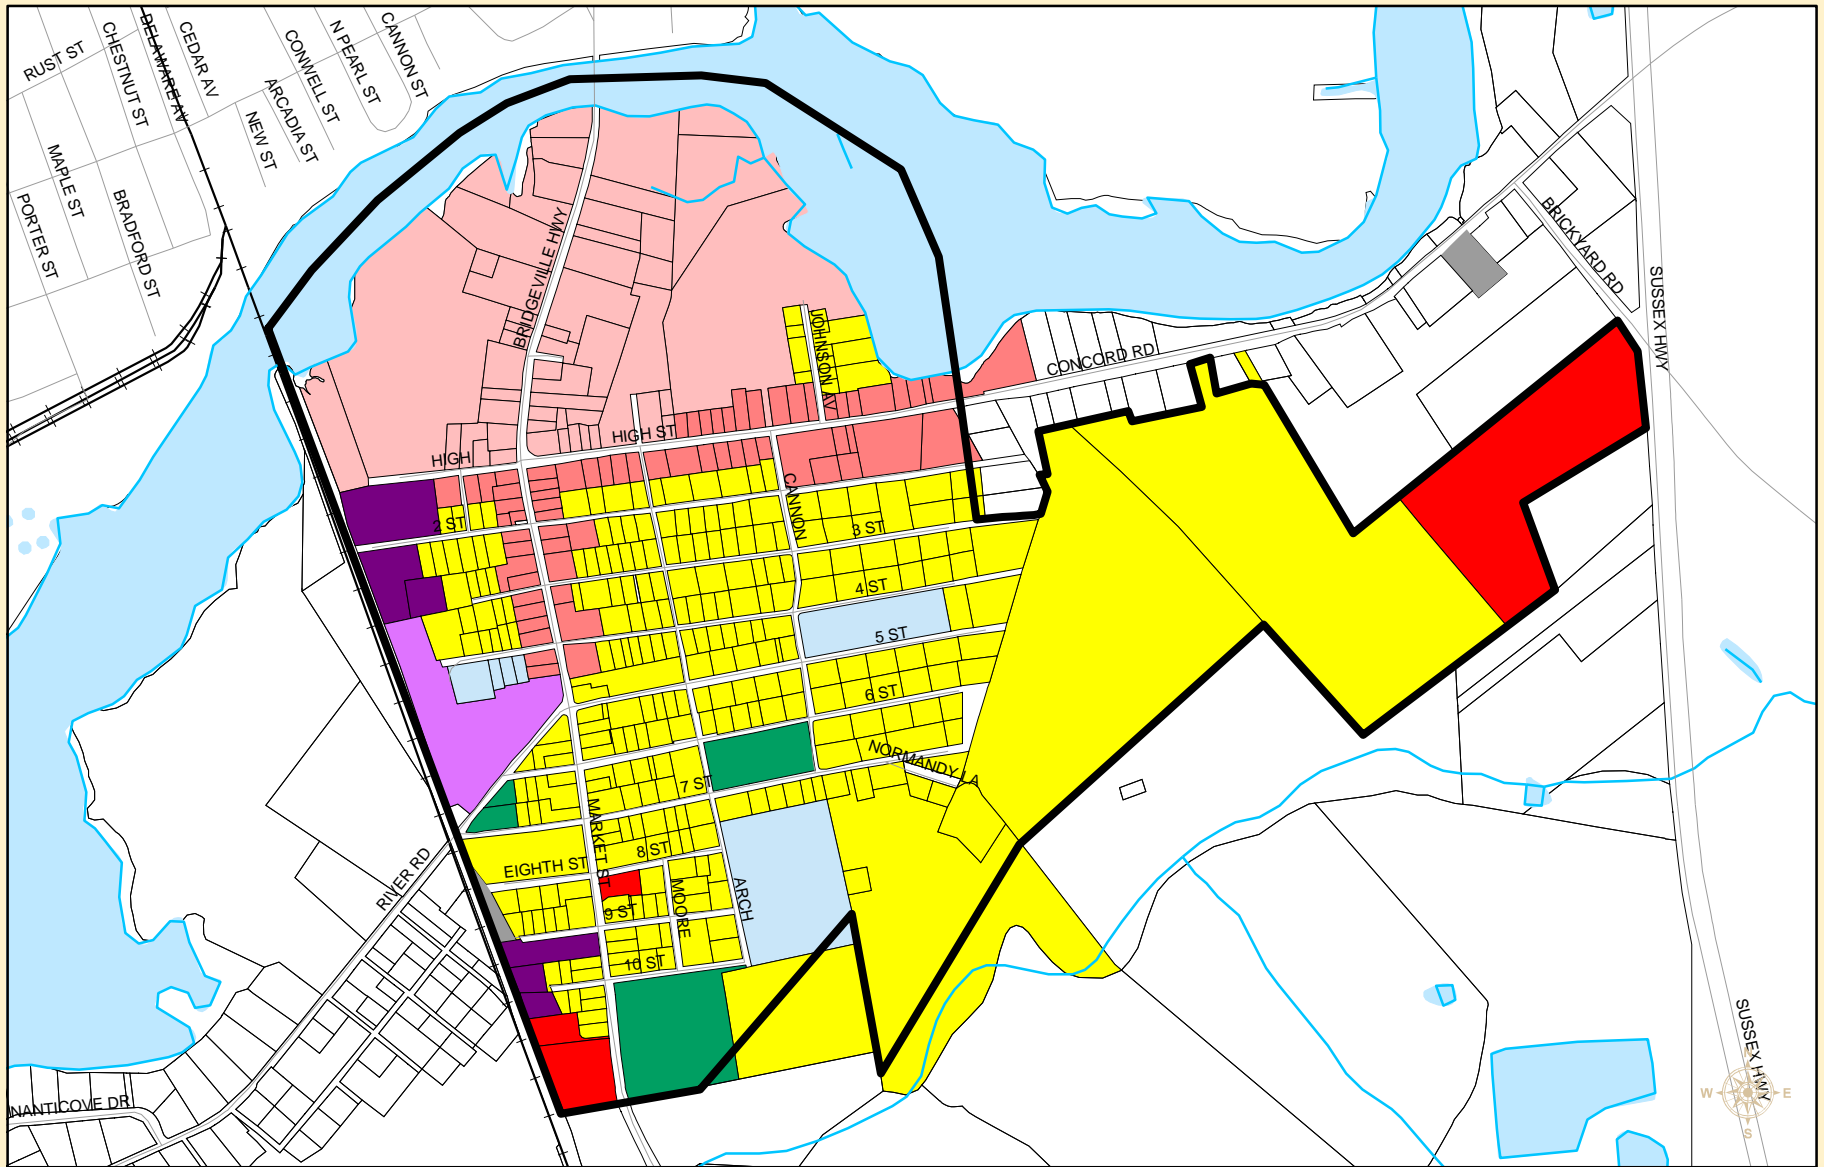 RUST ST
CHESTNUT ST
DELAWARE AV
CEDAR AV
CONWELL ST
N PEARL ST
CANNON ST
ARCADIA ST
NEW ST
MAPLE ST
BRADFORD ST
PORTER ST
BRIDGEVILLE HWY
JOHNSON AV
CONCORD RD
BRICKYARD RD
SUSSEX HWY
HIGH ST
HIGH
CANNON
2 ST
3 ST
4 ST
5 ST
6 ST
NORMANDY LA
7 ST
MARKET ST
8 ST
EIGHTH ST
MOORE
ARCH
9 ST
10 ST
RIVER RD
NANTICOVE DR
SUSSEX HWY
N
W
E
S